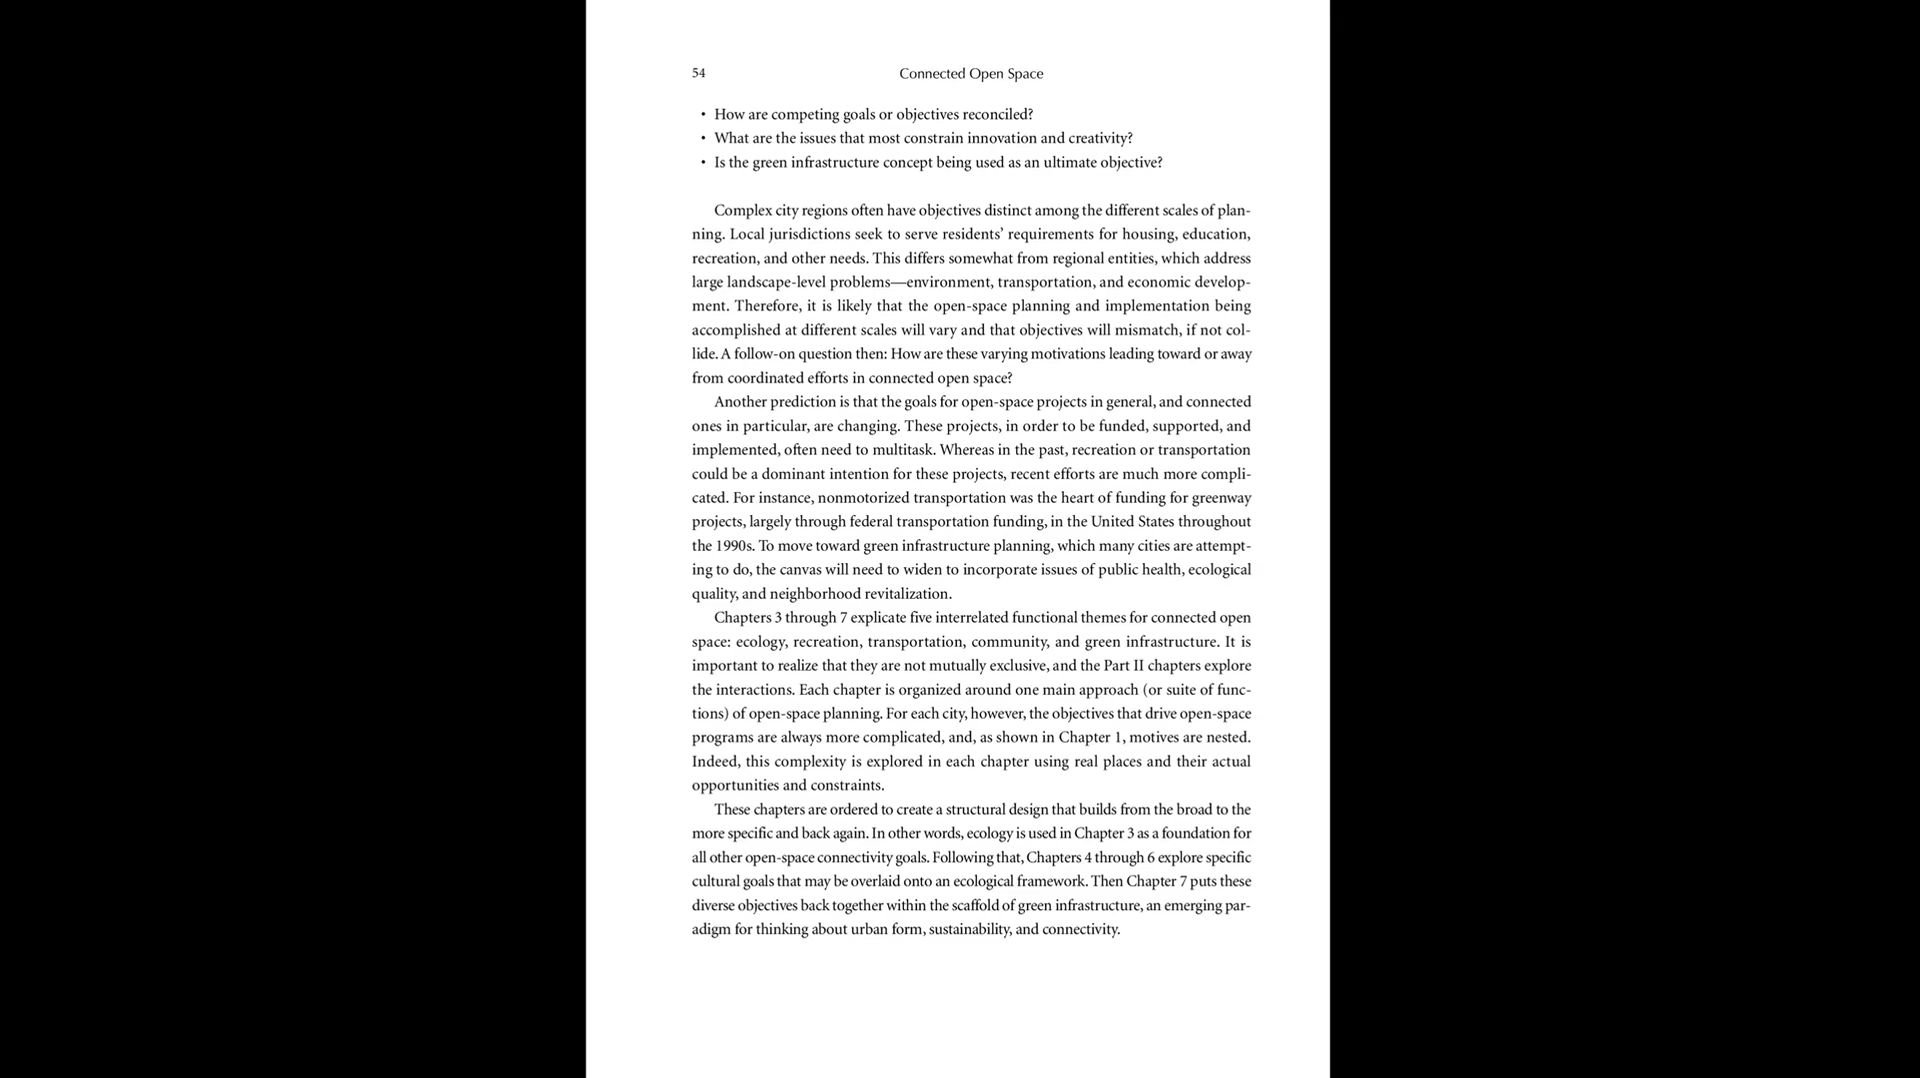 54 Connected Open Space
• How are competing goals or objectives reconciled?
• What are the issues that most constrain innovation and creativity?
• Is the green infrastructure concept being used as an ultimate objective?
Complex city regions often have objectives distinct among the different scales of plan-
ning. Local jurisdictions seek to serve residents’ requirements for housing, education,
recreation, and other needs. This differs somewhat from regional entities, which address
large landscape-level problems—environment, transportation, and economic develop-
ment. Therefore, it is likely that the open-space planning and implementation being
accomplished at different scales will vary and that objectives will mismatch, if not col-
lide. A follow-on question then: How are these varying motivations leading toward or away
from coordinated efforts in connected open space?
Another prediction is that the goals for open-space projects in general, and connected
ones in particular, are changing. These projects, in order to be funded, supported, and
implemented, often need to multitask. Whereas in the past, recreation or transportation
could be a dominant intention for these projects, recent efforts are much more compli-
cated. For instance, nonmotorized transportation was the heart of funding for greenway
projects, largely through federal transportation funding, in the United States throughout
the 1990s. To move toward green infrastructure planning, which many cities are attempt-
ing to do, the canvas will need to widen to incorporate issues of public health, ecological
quality, and neighborhood revitalization.
Chapters 3 through 7 explicate five interrelated functional themes for connected open
space: ecology, recreation, transportation, community, and green infrastructure. It is
important to realize that they are not mutually exclusive, and the Part II chapters explore
the interactions. Each chapter is organized around one main approach (or suite of func-
tions) of open-space planning. For each city, however, the objectives that drive open-space
programs are always more complicated, and, as shown in Chapter 1, motives are nested.
Indeed, this complexity is explored in each chapter using real places and their actual
opportunities and constraints.
These chapters are ordered to create a structural design that builds from the broad to the
more specific and back again. In other words, ecology is used in Chapter 3 as a foundation for
all other open-space connectivity goals. Following that, Chapters 4 through 6 explore specific
cultural goals that may be overlaid onto an ecological framework. Then Chapter 7 puts these
diverse objectives back together within the scaffold of green infrastructure, an emerging par-
adigm for thinking about urban form, sustainability, and connectivity.